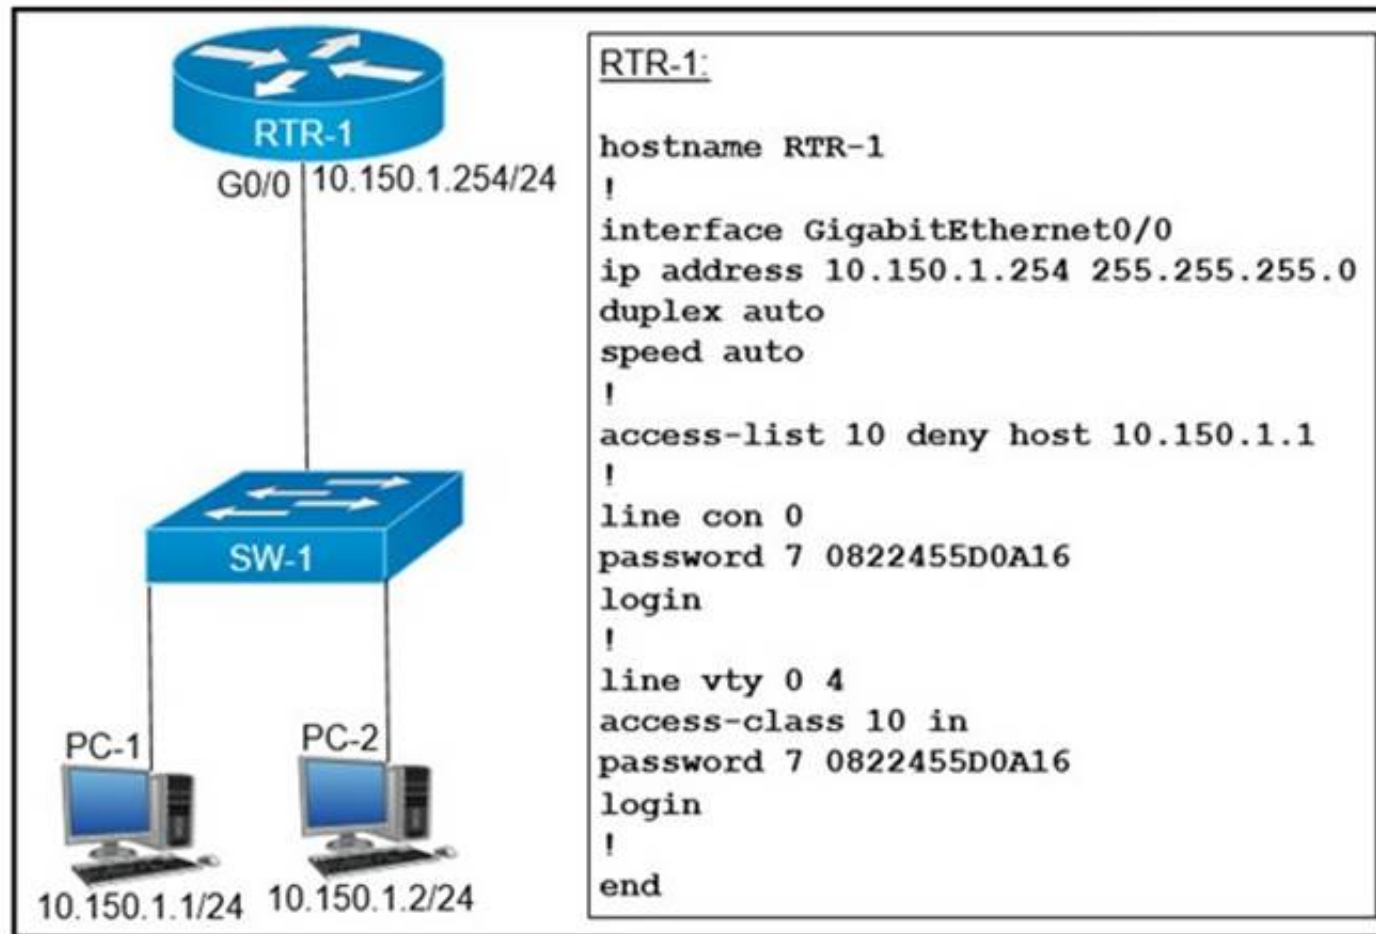 RTR-1
G0/0 10.150.1.254/24
SW-1
PC-1
PC-2
10.150.1.1/24
10.150.1.2/24
RTR-1:
hostname RTR-1
!
interface GigabitEthernet0/0
ip address 10.150.1.254 255.255.255.0
duplex auto
speed auto
!
access-list 10 deny host 10.150.1.1
!
line con 0
password 7 0822455D0A16
login
!
line vty 0 4
access-class 10 in
password 7 0822455D0A16
login
!
end